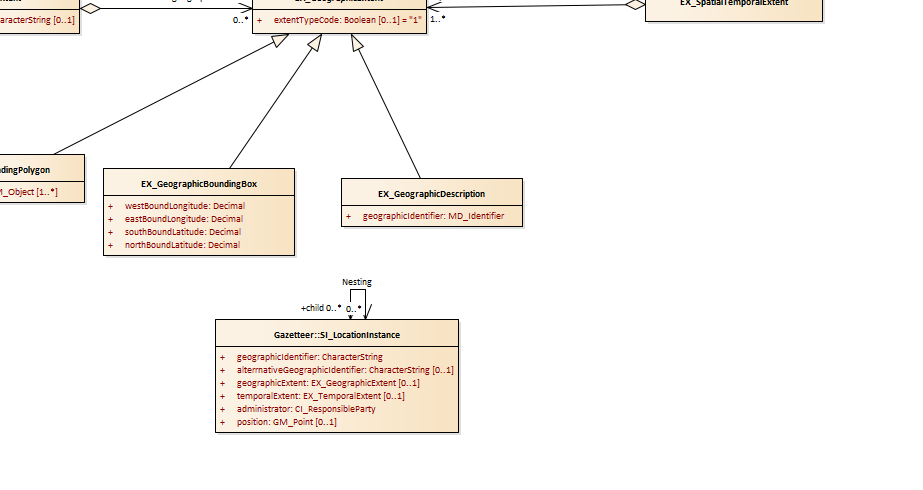 EX_SpatialTemporalExtent
aracterString [0..1]
0..*
+ extentTypeCode: Boolean [0..1] = "1"
1..*
dingPolygon
_Object [1..*]
EX_GeographicBoundingBox
+ westBoundLongitude: Decimal
+ eastBoundLongitude: Decimal
+ southBoundLatitude: Decimal
+ northBoundLatitude: Decimal
EX_GeographicDescription
+ geographicIdentifier: MD_Identifier
Nesting
+child 0..* 0..*
Gazetteer::SI_LocationInstance
+ geographicIdentifier: CharacterString
+ alternativeGeographicIdentifier: CharacterString [0..1]
+ geographicExtent: EX_GeographicExtent [0..1]
+ temporalExtent: EX_TemporalExtent [0..1]
+ administrator: CI_ResponsibleParty
+ position: GM_Point [0..1]